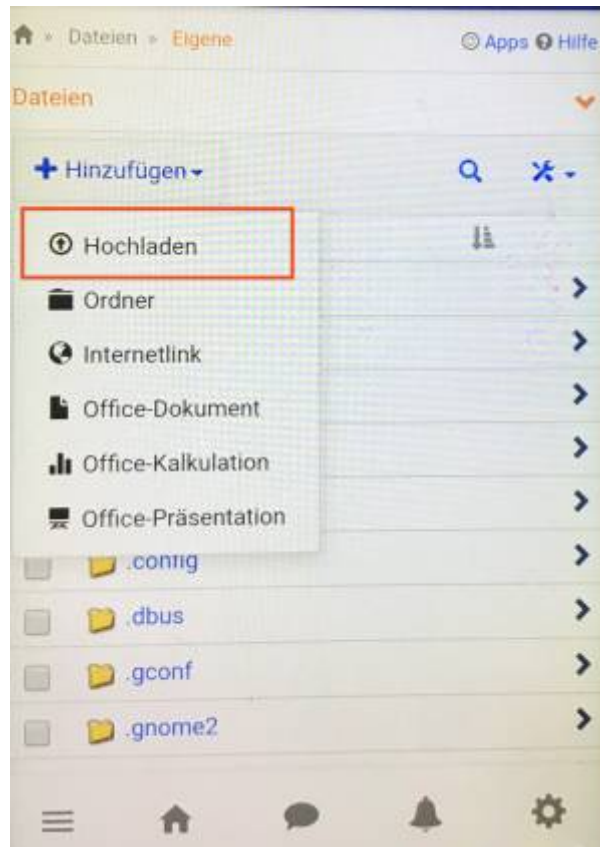 » Dateien » Eigene
Apps Hilfe
Dateien
Hinzufügen
Hochladen
Ordner
Internetlink
Office-Dokument
Office-Kalkulation
Office-Präsentation
.config
.dbus
.gconf
.gnome2